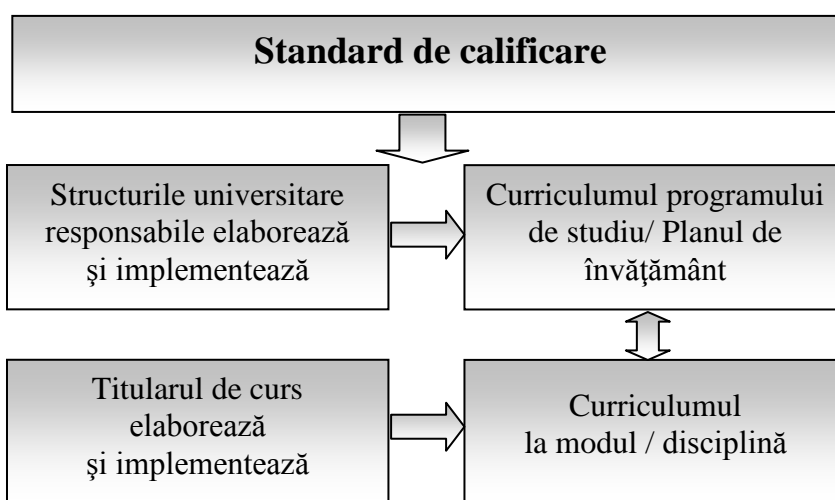 Standard de calificare
Structurile universitare
responsabile elaborează
şi implementează
Curriculumul programului
de studiu/ Planul de
învăţământ
Titularul de curs
elaborează
şi implementează
Curriculumul
la modul / disciplină